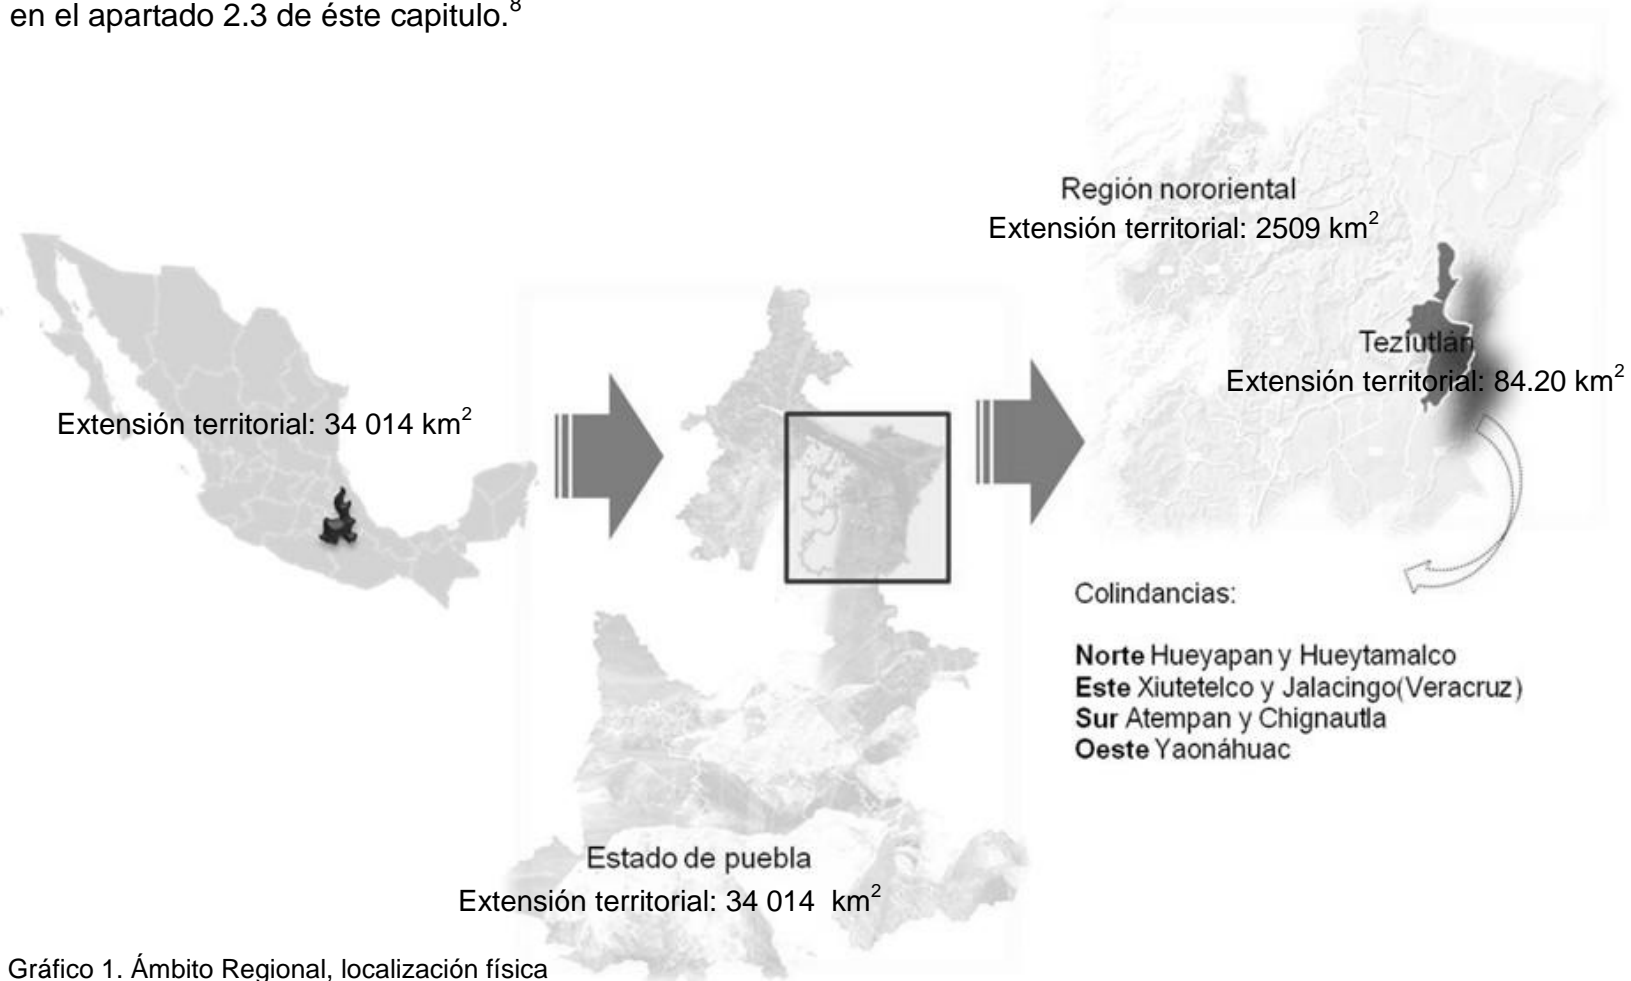 en el apartado 2.3 de éste capitulo.8
Región nororiental
Extensión territorial: 2509 km2
Teziutlán
Extensión territorial: 84.20 km2
Extensión territorial: 34 014 km2
Colindancias:
Norte Hueyapan y Hueytamalco
Este Xiutetelco y Jalacingo(Veracruz)
Sur Atempan y Chignautla
Oeste Yaonáhuac
Estado de puebla
Extensión territorial: 34 014 km2
Gráfico 1. Ámbito Regional, localización física